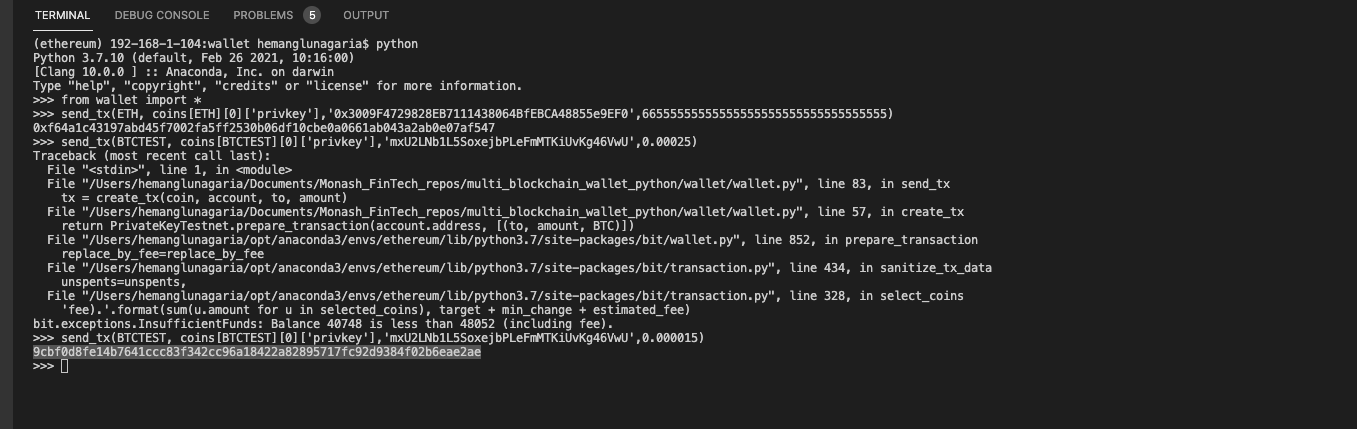 TERMINAL DEBUG CONSOLE PROBLEMS 5 OUTPUT
(ethereum) 192-168-1-104:wallet hemanglunagaria$ python
Python 3.7.10 (default, Feb 26 2021, 10:16:00)
[Clang 10.0.0 ] :: Anaconda, Inc. on darwin
Type "help", "copyright", "credits" or "license" for more information.
>>> from wallet import *
>>> send_tx(ETH, coins[ETH][0]['privkey'],'0x3009F4729828EB7111438064BfEBCA48855e9EF0',66555555555555555555555555555555555)
0xf64a1c43197abd45f7002fa5ff2530b06df10cbe0a0661ab043a2ab0e07af547
>>> send_tx(BTCTEST, coins[BTCTEST][0]['privkey'],'mxU2LNb1L5SoxejbPLeFmMTKiUvKg46VwU',0.00025)
Traceback (most recent call last):
  File "<stdin>", line 1, in <module>
  File "/Users/hemanglunagaria/Documents/Monash_FinTech_repos/multi_blockchain_wallet_python/wallet/wallet.py", line 83, in send_tx
    tx = create_tx(coin, account, to, amount)
  File "/Users/hemanglunagaria/Documents/Monash_FinTech_repos/multi_blockchain_wallet_python/wallet/wallet.py", line 57, in create_tx
    return PrivateKeyTestnet.prepare_transaction(account.address, [(to, amount, BTC)])
  File "/Users/hemanglunagaria/opt/anaconda3/envs/ethereum/lib/python3.7/site-packages/bit/wallet.py", line 852, in prepare_transaction
    replace_by_fee=replace_by_fee
  File "/Users/hemanglunagaria/opt/anaconda3/envs/ethereum/lib/python3.7/site-packages/bit/transaction.py", line 434, in sanitize_tx_data
    unspents=unspents,
  File "/Users/hemanglunagaria/opt/anaconda3/envs/ethereum/lib/python3.7/site-packages/bit/transaction.py", line 328, in select_coins
    'fee).'.format(sum(u.amount for u in selected_coins), target + min_change + estimated_fee)
bit.exceptions.InsufficientFunds: Balance 40748 is less than 48052 (including fee).
>>> send_tx(BTCTEST, coins[BTCTEST][0]['privkey'],'mxU2LNb1L5SoxejbPLeFmMTKiUvKg46VwU',0.000015)
9cbf0d8fe14b7641ccc83f342cc96a18422a82895717fc92d9384f02b6eae2ae
>>>